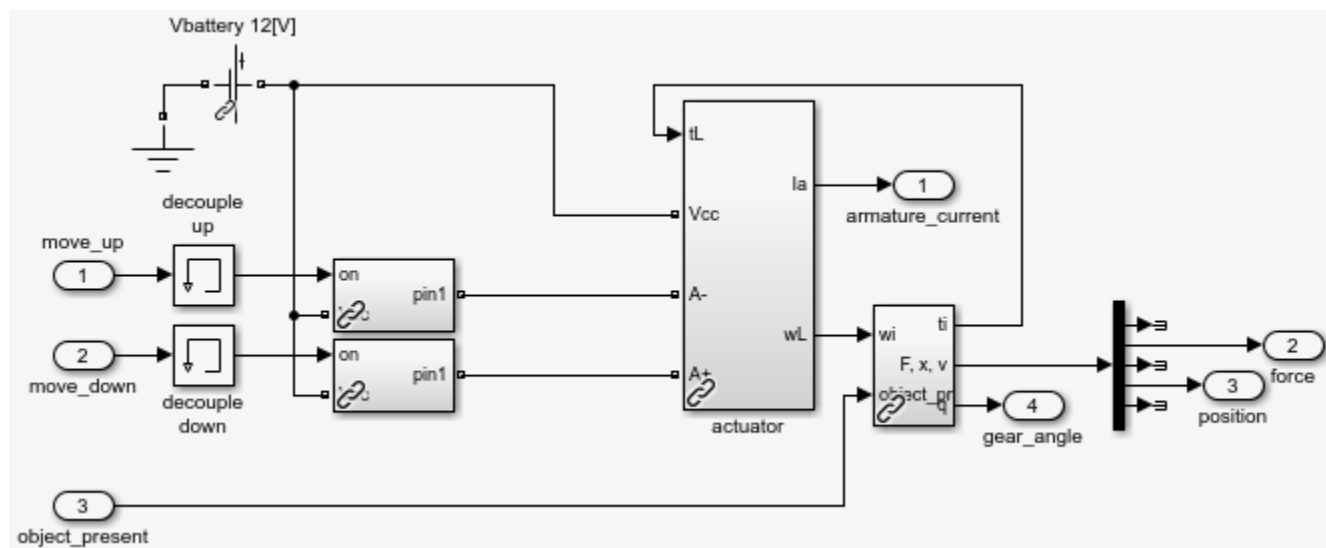 Vbattery 12[V]
decouple
up
move_up
1
on
pin1
2
move_down
decouple
down
on
pin1
tL
Vcc
A-
A+
Ia
wL
actuator
1
armature_current
wi
ti
F, x, v
object_pr
q
4
gear_angle
2
force
3
position
3
object_present